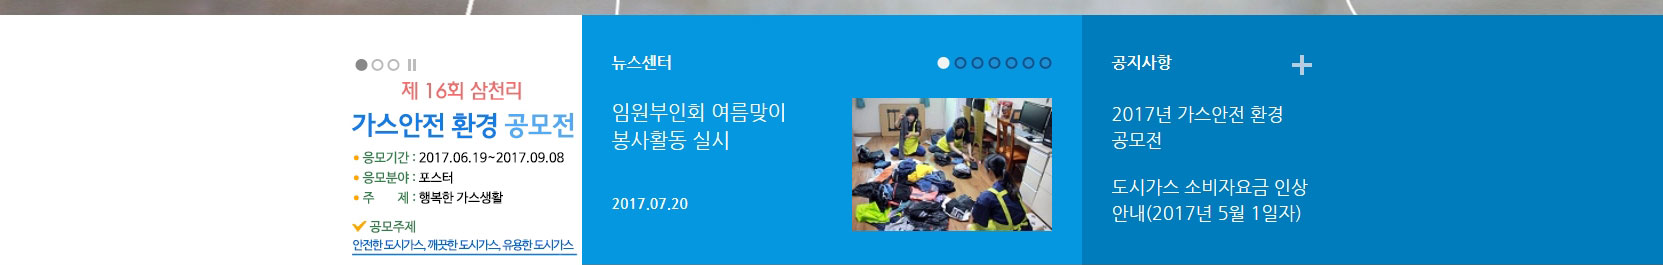 제 16회 삼천리
가스안전 환경 공모전
응모기간 : 2017.06.19~2017.09.08
응모분야 : 포스터
주 제 : 행복한 가스생활
공모주제
안전한 도시가스, 깨끗한 도시가스, 유용한 도시가스
뉴스센터
임원부인회 여름맞이
봉사활동 실시
2017.07.20
공지사항
2017년 가스안전 환경
공모전
도시가스 소비자요금 인상
안내(2017년 5월 1일자)